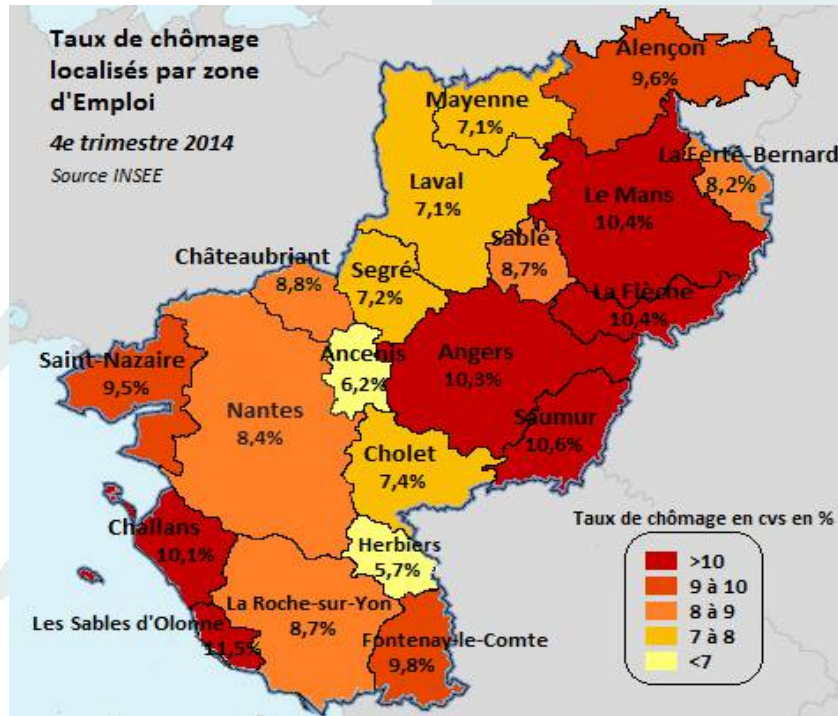 Taux de chômage
localisés par zone
d'Emploi
4e trimestre 2014
Source INSEE
Alençon
9,6%
Mayenne
7,1%
La Ferté-Bernard
8,2%
Laval
7,1%
Le Mans
10,4%
Sablé
8,7%
Châteaubriant
8,8%
Segré
7,2%
La Flèche
10,4%
Saint-Nazaire
9,5%
Ancenis
6,2%
Angers
10,3%
Nantes
8,4%
Saumur
10,6%
Cholet
7,4%
Challans
10,1%
Herbiers
5,7%
Les Sables d'Olonne
11,5%
La Roche-sur-Yon
8,7%
Fontenay-le-Comte
9,8%
Taux de chômage en cvs en %
>10
9 à 10
8 à 9
7 à 8
<7